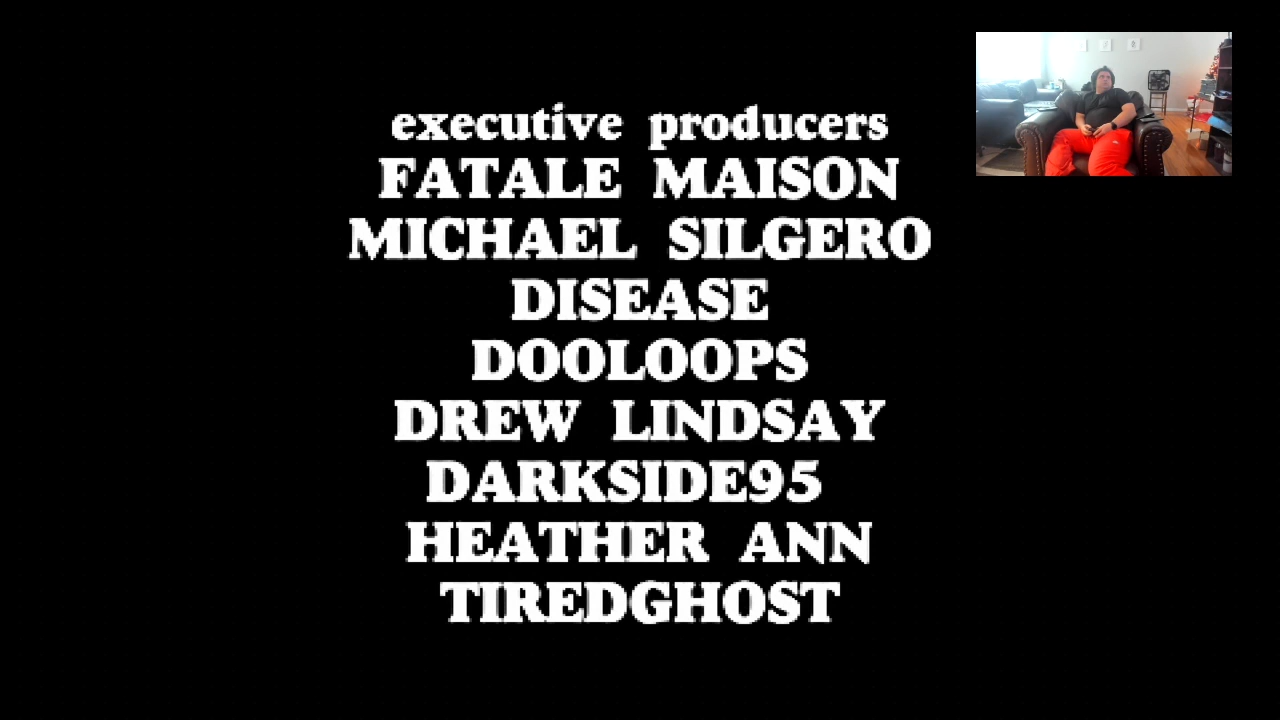 executive producers
FATALE MAISON
MICHAEL SILGERO
DISEASE
DOOLOOPS
DREW LINDSAY
DARKSIDE95
HEATHER ANN
TIREDGHOST